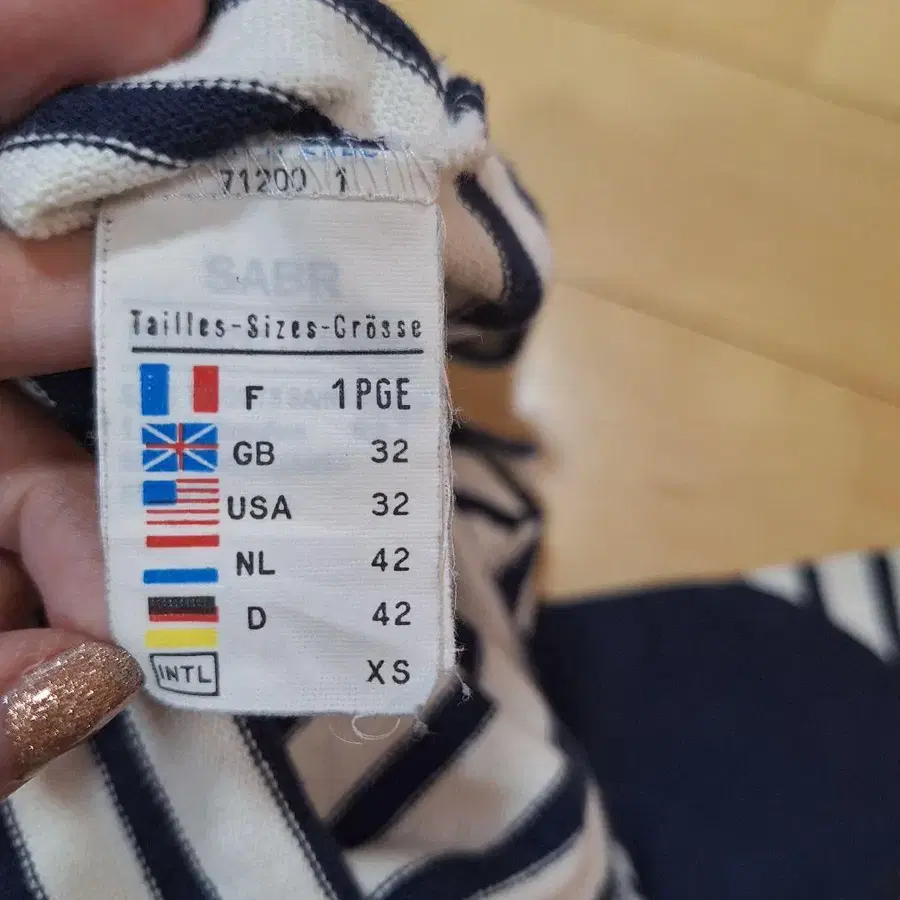 71200 1
SABR
Tailles-Sizes-Grösse
F 1PGE
GB 32
USA 32
NL 42
D 42
INTL XS